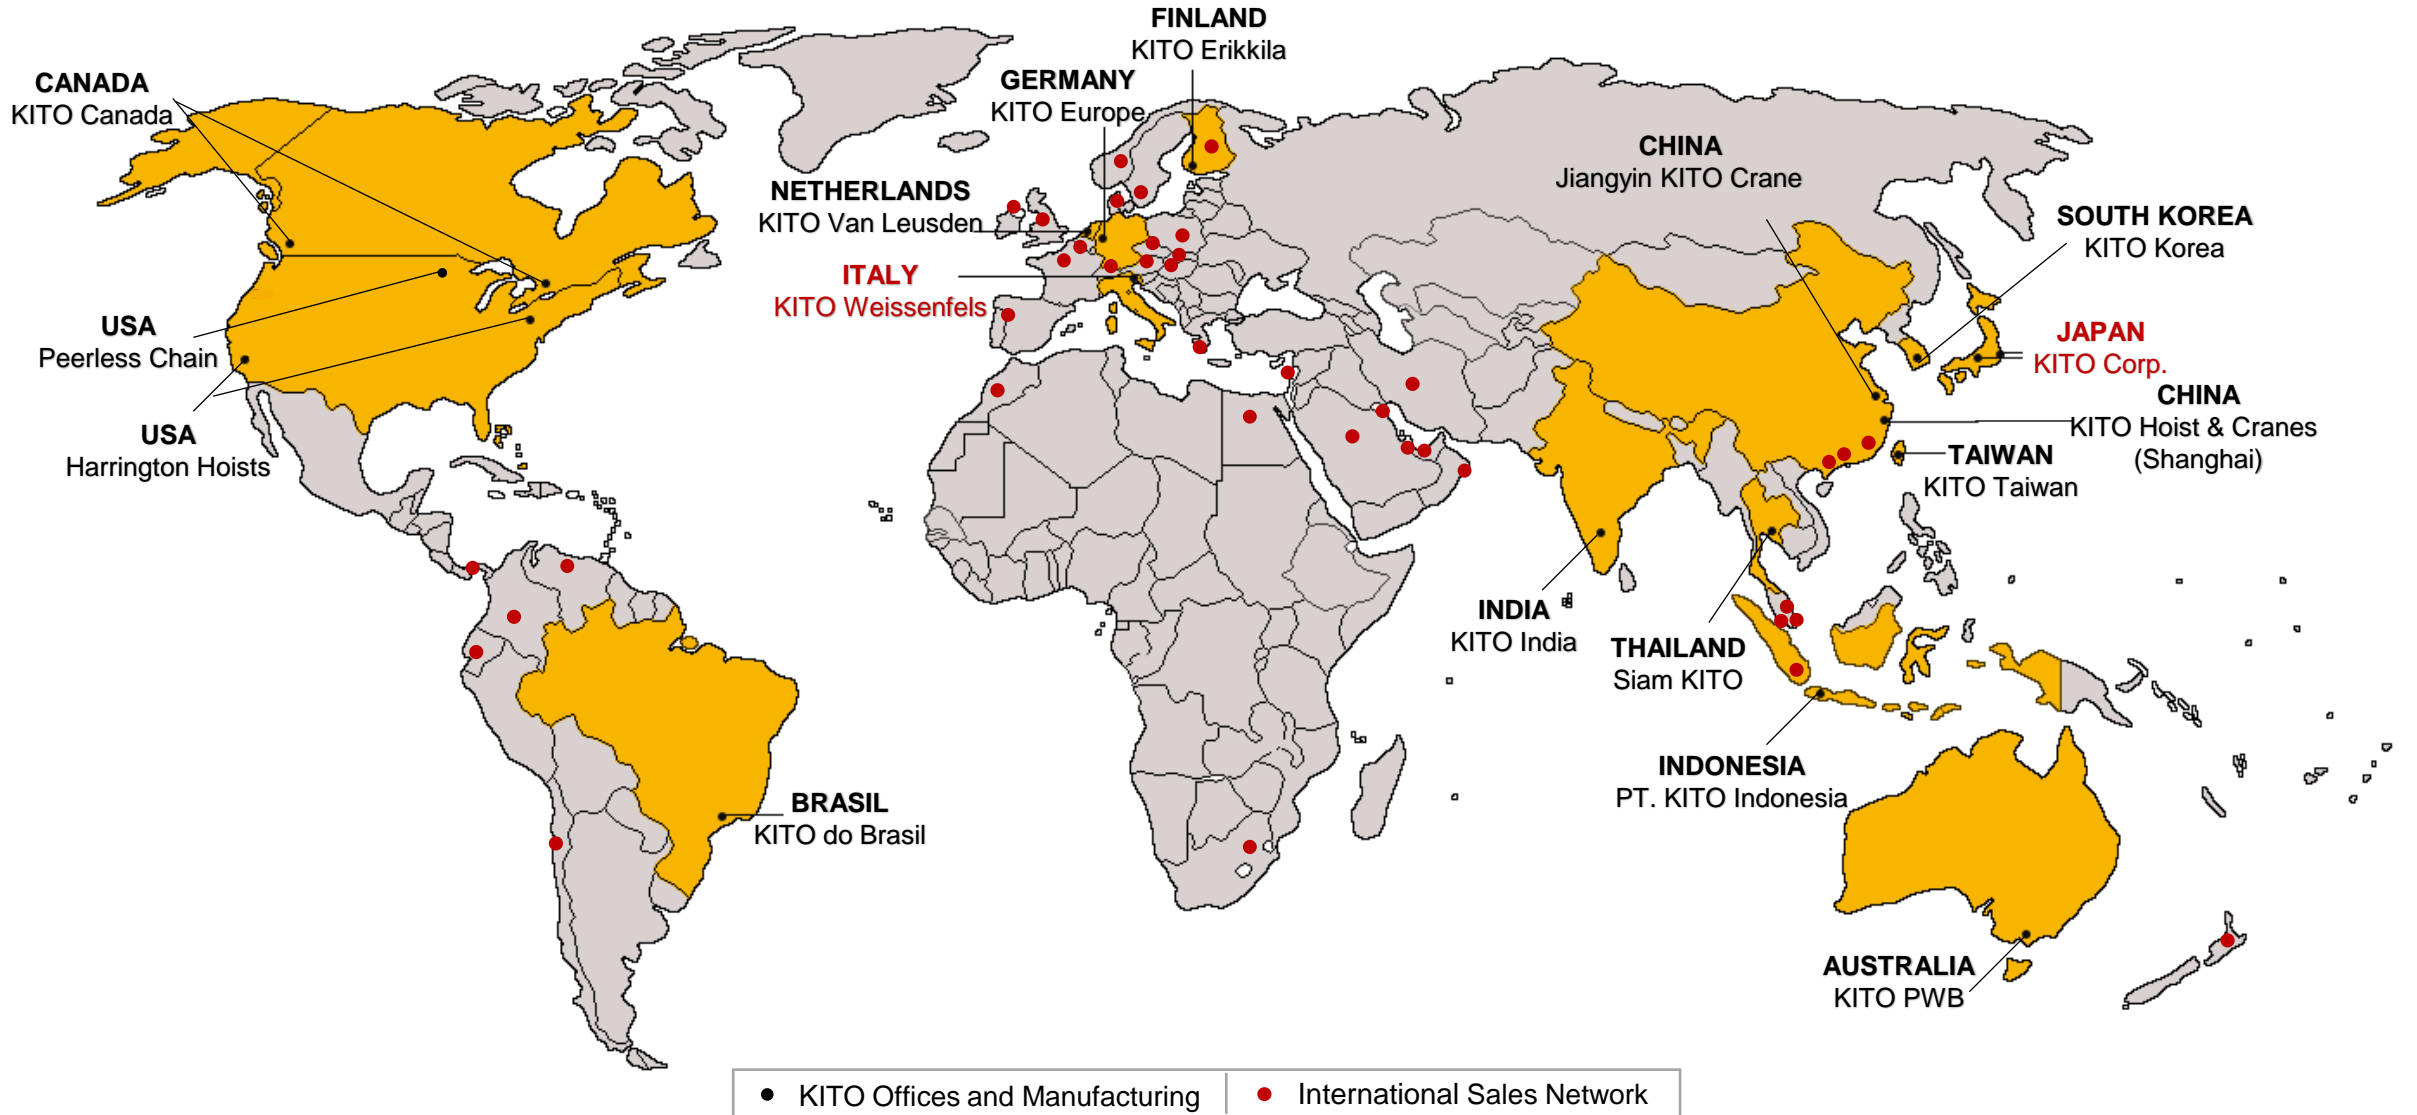 FINLAND
KITO Erikkila
CANADA
KITO Canada
GERMANY
KITO Europe
CHINA
Jiangyin KITO Crane
NETHERLANDS
KITO Van Leusden
SOUTH KOREA
KITO Korea
ITALY
KITO Weissenfels
USA
Peerless Chain
JAPAN
KITO Corp.
CHINA
KITO Hoist & Cranes
(Shanghai)
USA
Harrington Hoists
TAIWAN
KITO Taiwan
INDIA
KITO India
THAILAND
Siam KITO
INDONESIA
PT. KITO Indonesia
BRASIL
KITO do Brasil
AUSTRALIA
KITO PWB
KITO Offices and Manufacturing
International Sales Network